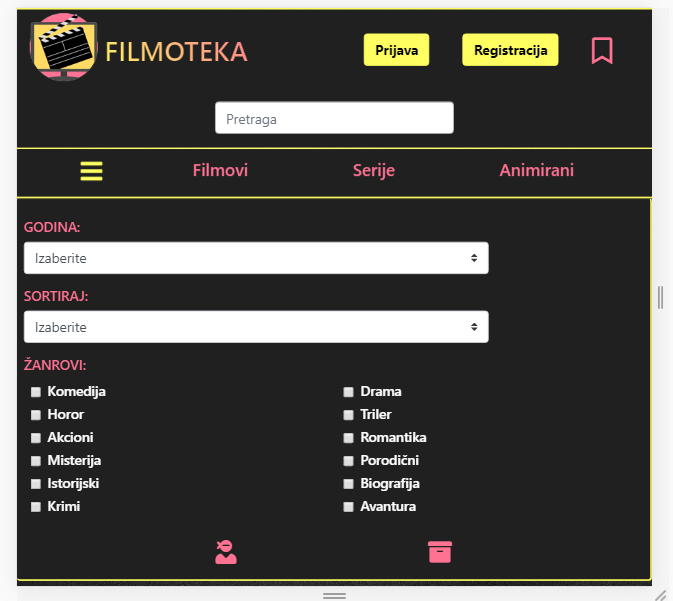 FILMOTEKA
Prijava
Registracija
Pretraga
Filmovi
Serije
Animirani
GODINA:
Izaberite
SORTIRAJ:
Izaberite
ŽANROVI:
Komedija
Drama
Horor
Triler
Akcioni
Romantika
Misterija
Porodični
Istorijski
Biografija
Krimi
Avantura